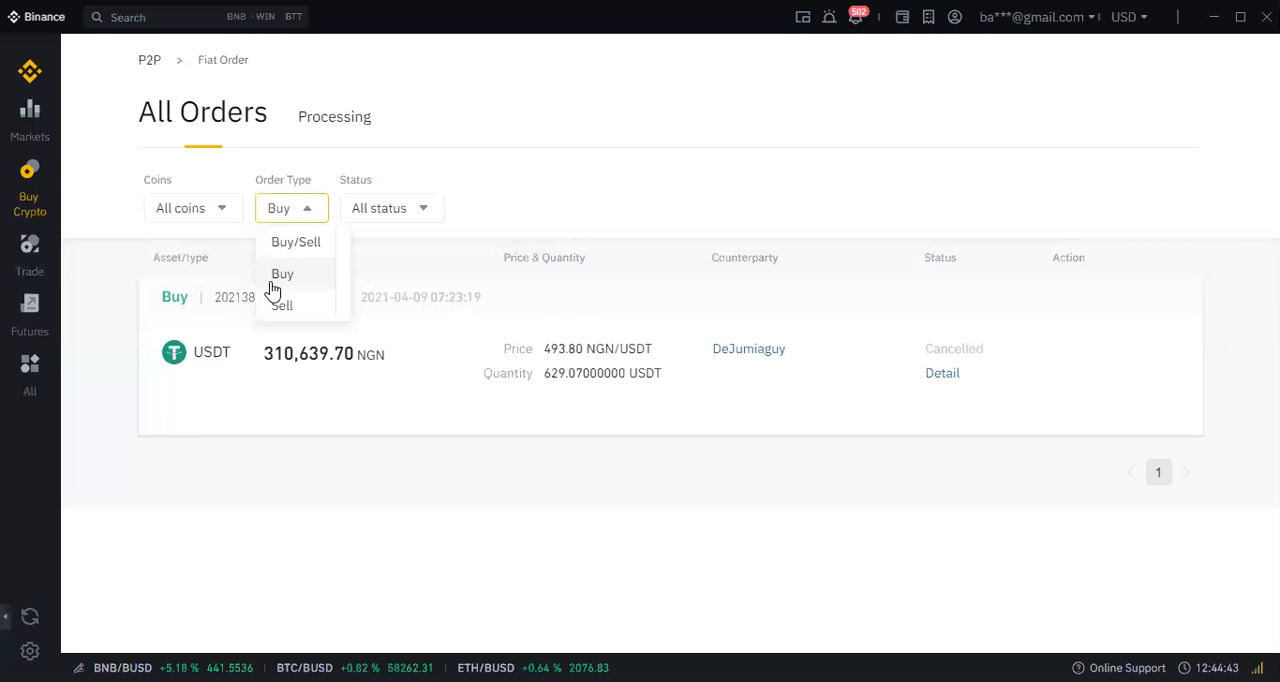 Binance Search BNB · WIN BTT 502 ba***@gmail.com USD
P2P > Fiat Order
All Orders Processing
Coins Order Type Status
All coins Buy All status
Buy/Sell
Buy
Sell
Asset/type Price & Quantity Counterparty Status Action
Buy | 202138 2021-04-09 07:23:19
USDT 310,639.70 NGN Price 493.80 NGN/USDT DeJumiaguy Cancelled
Quantity 629.07000000 USDT Detail
< 1 >
Markets
Buy
Crypto
Trade
Futures
All
BNB/BUSD +5.18 % 441.5536 BTC/BUSD +0.82 % 58262.31 ETH/BUSD +0.64 % 2076.83 Online Support 12:44:43